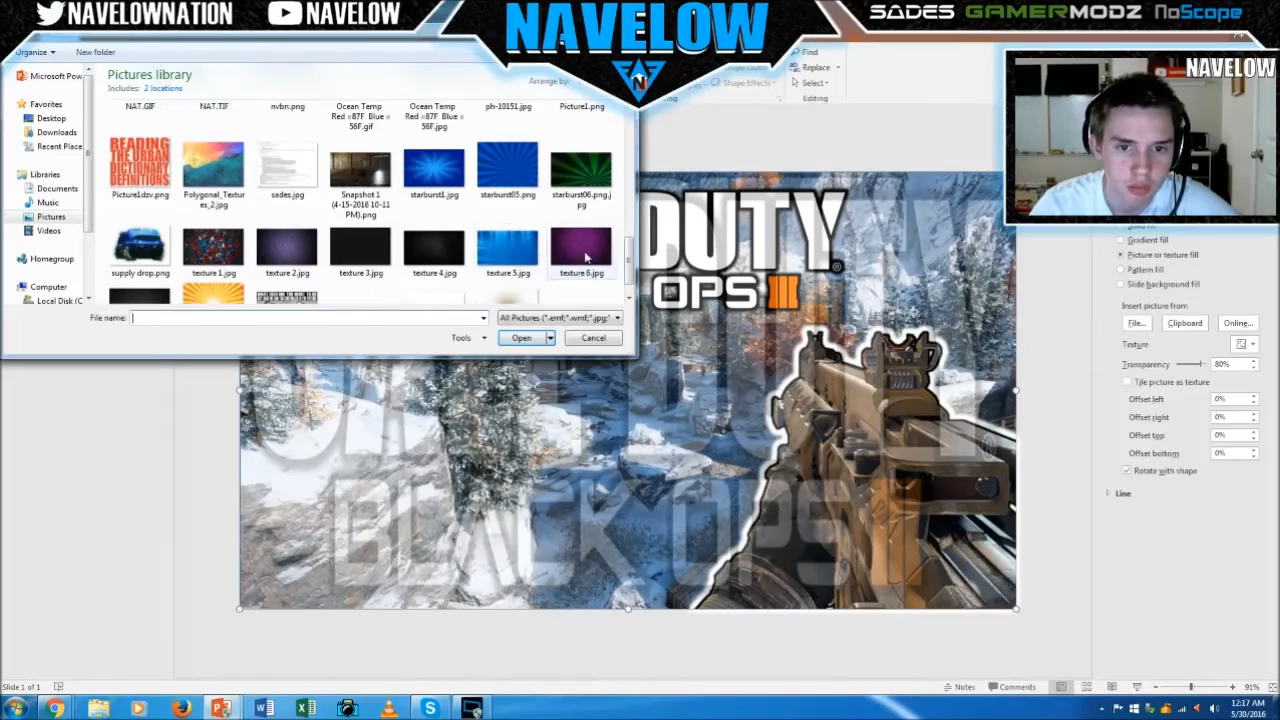 NAVELOWNATION
NAVELOW
NAVELOW
SADES GAMERMODZ NoScope
NAVELOW
Organize
New folder
Find
Replace
Select
Editing
Shape Effects
Microsoft Pow
Favorites
Desktop
Downloads
Recent Place
Libraries
Documents
Music
Pictures
Videos
Homegroup
Computer
Local Disk (C
Pictures library
Includes: 2 locations
Arrange by:
NAT.GIF
NAT.TIF
nvbn.png
Ocean Temp
Red =87F Blue =
56F.gif
Ocean Temp
Red =87F Blue =
56F.jpg
ph-10151.jpg
Picture1.png
READING
THE URBAN
DICTIONARY
DEFINITIONS
Picture1dzv.png
Polygonal_Textur
es_2.jpg
sades.jpg
Snapshot 1
(4-15-2016 10-11
PM).png
starburst1.jpg
starburst05.png
starburst06.png.j
pg
supply drop.png
texture 1.jpg
texture 2.jpg
texture 3.jpg
texture 4.jpg
texture 5.jpg
texture 6.jpg
File name:
All Pictures (*.emf;*.wmf;*.jpg;*
Tools
Open
Cancel
DUTY
OPS III
BLACK OPS III
Gradient fill
Picture or texture fill
Pattern fill
Slide background fill
Insert picture from
File...
Clipboard
Online...
Texture
Transparency
80%
Tile picture as texture
Offset left
0%
Offset right
0%
Offset top
0%
Offset bottom
0%
Rotate with shape
Line
Slide 1 of 1
Notes
Comments
91%
12:17 AM
5/30/2016